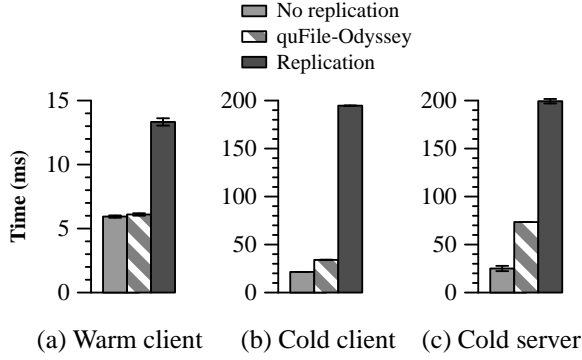 No replication
quFile-Odyssey
Replication
Time (ms)
15
10
5
0
200
150
100
50
0
200
150
100
50
0
(a) Warm client
(b) Cold client
(c) Cold server